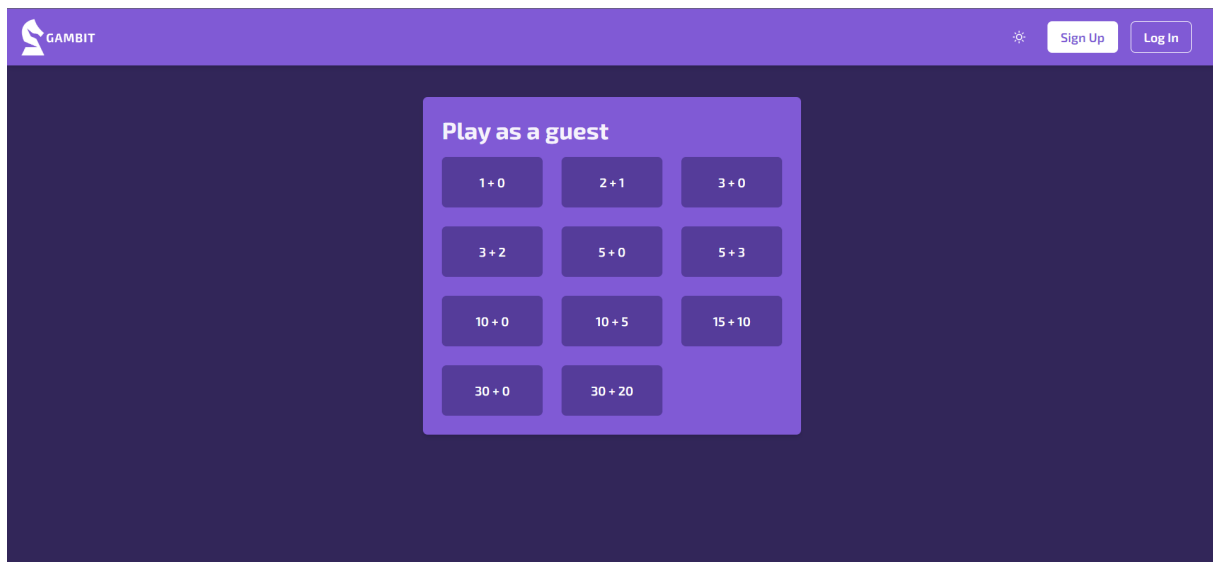 GAMBIT
Sign Up
Log In
Play as a guest
1 + 0
2 + 1
3 + 0
3 + 2
5 + 0
5 + 3
10 + 0
10 + 5
15 + 10
30 + 0
30 + 20